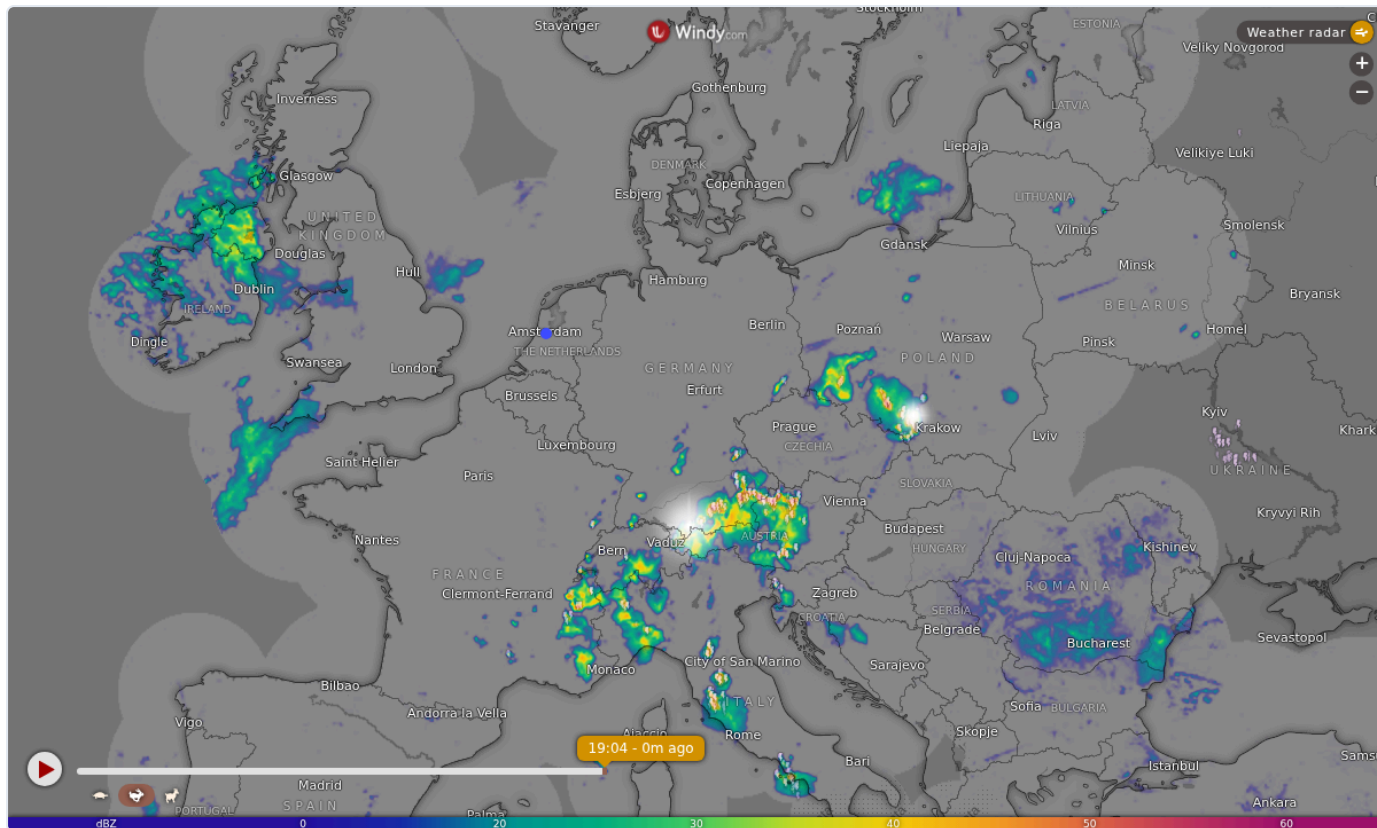 Stavanger
Windy.com
ESTONIA
Weather radar
Veliky Novgorod
+
−
Inverness
Gothenburg
LATVIA
Riga
Liepaja
Velikiye Luki
Glasgow
DENMARK
Esbjerg
Copenhagen
LITHUANIA
UNITED
KINGDOM
Vilnius
Smolensk
Gdansk
Douglas
Hull
Minsk
Hamburg
Dublin
IRELAND
BELARUS
Bryansk
Amsterdam
Berlin
Poznań
Warsaw
Homel
Pinsk
Dingle
THE NETHERLANDS
POLAND
Swansea
London
GERMANY
Erfurt
Brussels
Kyiv
Prague
Krakow
Lviv
Khark
CZECHIA
Luxembourg
Saint Helier
Paris
UKRAINE
SLOVAKIA
Vienna
Kryvyi Rih
Budapest
Nantes
Bern
Vaduz
AUSTRIA
HUNGARY
Cluj-Napoca
Kishinev
FRANCE
ROMANIA
Clermont-Ferrand
Zagreb
CROATIA
SERBIA
Belgrade
Sevastopol
Bucharest
Monaco
City of San Marino
Sarajevo
Bilbao
ITALY
Sofia
BULGARIA
Vigo
Andorra la Vella
Ajaccio
Rome
Skopje
19:04 - 0m ago
Bari
Istanbul
Sams
Madrid
SPAIN
PORTUGAL
Palma
Ankara
dBZ 0 20 30 40 50 60